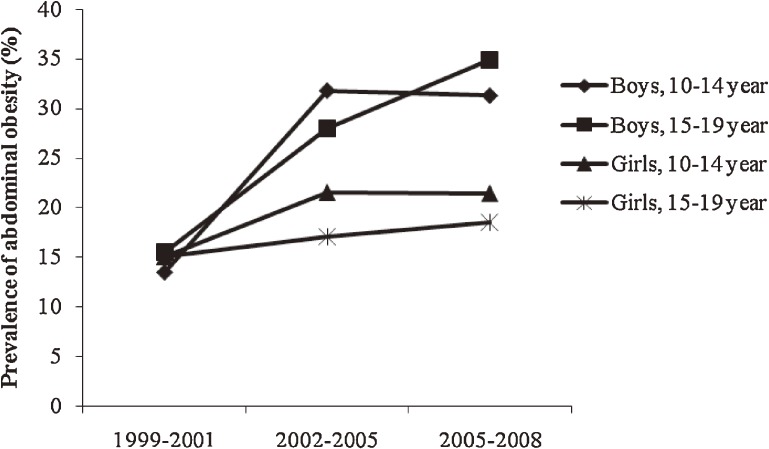 Prevalence of abdominal obesity (%)
40
35
30
25
20
15
10
5
0
1999-2001 2002-2005 2005-2008
Boys, 10-14 year
Boys, 15-19 year
Girls, 10-14 year
Girls, 15-19 year